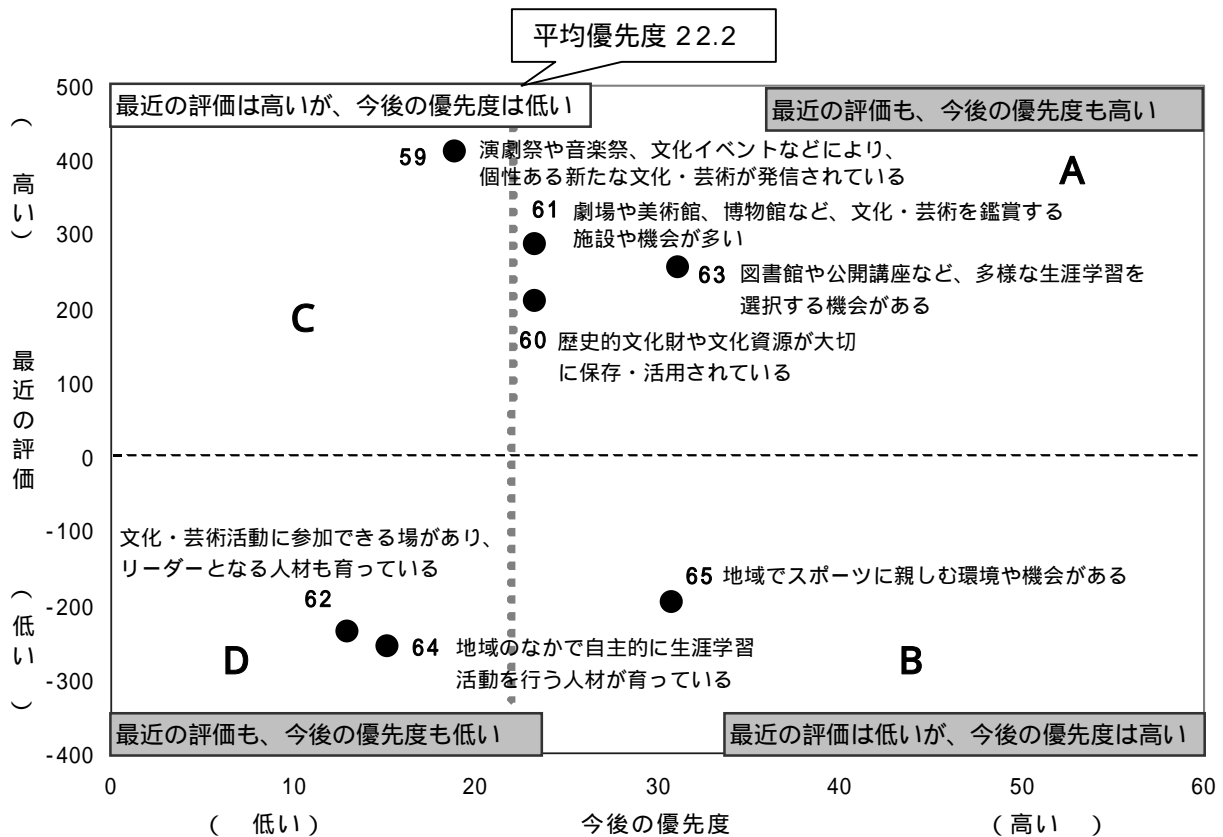 平均優先度 22.2
500
最近の評価は高いが、今後の優先度は低い
最近の評価も、今後の優先度も高い
(高い)
400
59
演劇祭や音楽祭、文化イベントなどにより、
個性ある新たな文化・芸術が発信されている
A
300
61 劇場や美術館、博物館など、文化・芸術を鑑賞する
施設や機会が多い
63 図書館や公開講座など、多様な生涯学習を
選択する機会がある
200
C
60 歴史的文化財や文化資源が大切
に保存・活用されている
100
最近の評価
0
-100
文化・芸術活動に参加できる場があり、
リーダーとなる人材も育っている
62
65 地域でスポーツに親しむ環境や機会がある
-200
(低い)
64 地域のなかで自主的に生涯学習
活動を行う人材が育っている
D
B
-300
最近の評価も、今後の優先度も低い
最近の評価は低いが、今後の優先度は高い
-400
0 10 20 30 40 50 60
( 低い) 今後の優先度 (高い )